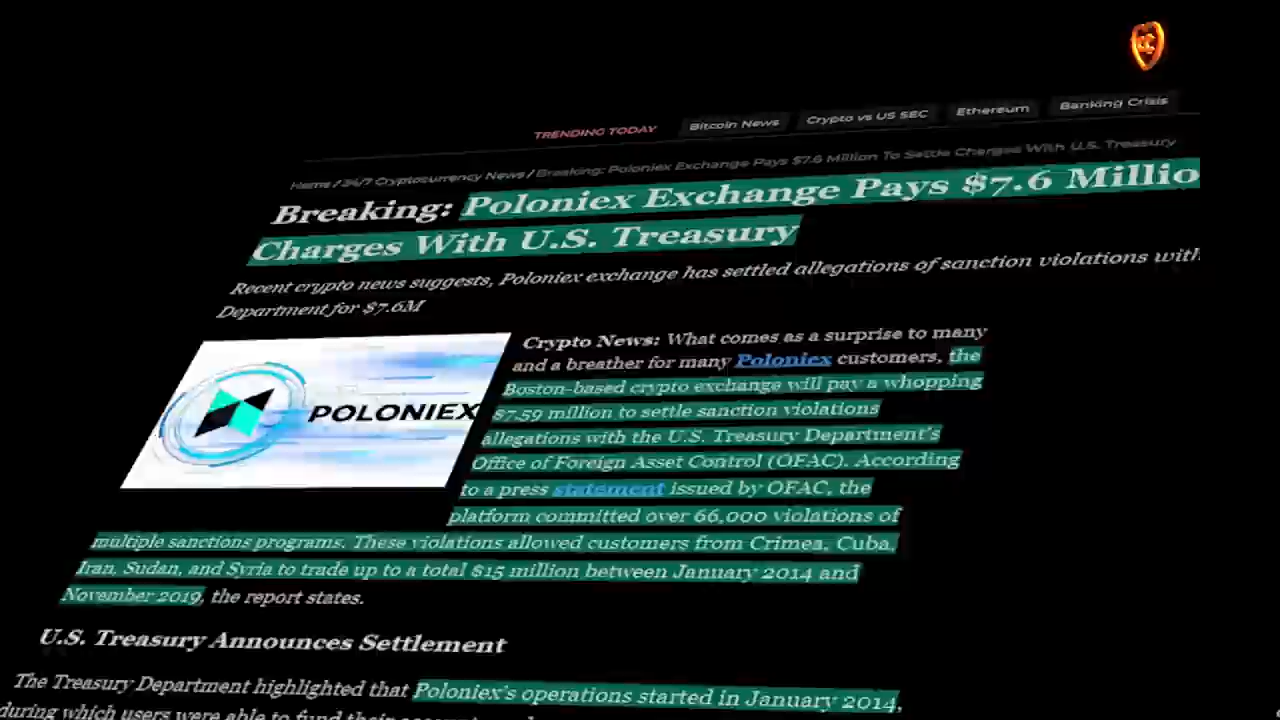 TRENDING TODAY Bitcoin News Crypto vs US SEC Ethereum Banking Crisis
Home / 24/7 Cryptocurrency News / Breaking: Poloniex Exchange Pays $7.6 Million To Settle Charges With U.S. Treasury
Breaking: Poloniex Exchange Pays $7.6 Millio
Charges With U.S. Treasury
Recent crypto news suggests, Poloniex exchange has settled allegations of sanction violations with
Department for $7.6M
POLONIEX
Crypto News: What comes as a surprise to many
and a breather for many Poloniex customers, the
Boston-based crypto exchange will pay a whopping
$7.59 million to settle sanction violations
allegations with the U.S. Treasury Department's
Office of Foreign Asset Control (OFAC). According
to a press statement issued by OFAC, the
platform committed over 66,000 violations of
multiple sanctions programs. These violations allowed customers from Crimea, Cuba,
Iran, Sudan, and Syria to trade up to a total $15 million between January 2014 and
November 2019, the report states.
U.S. Treasury Announces Settlement
The Treasury Department highlighted that Poloniex's operations started in January 2014,
during which users were able to fund their